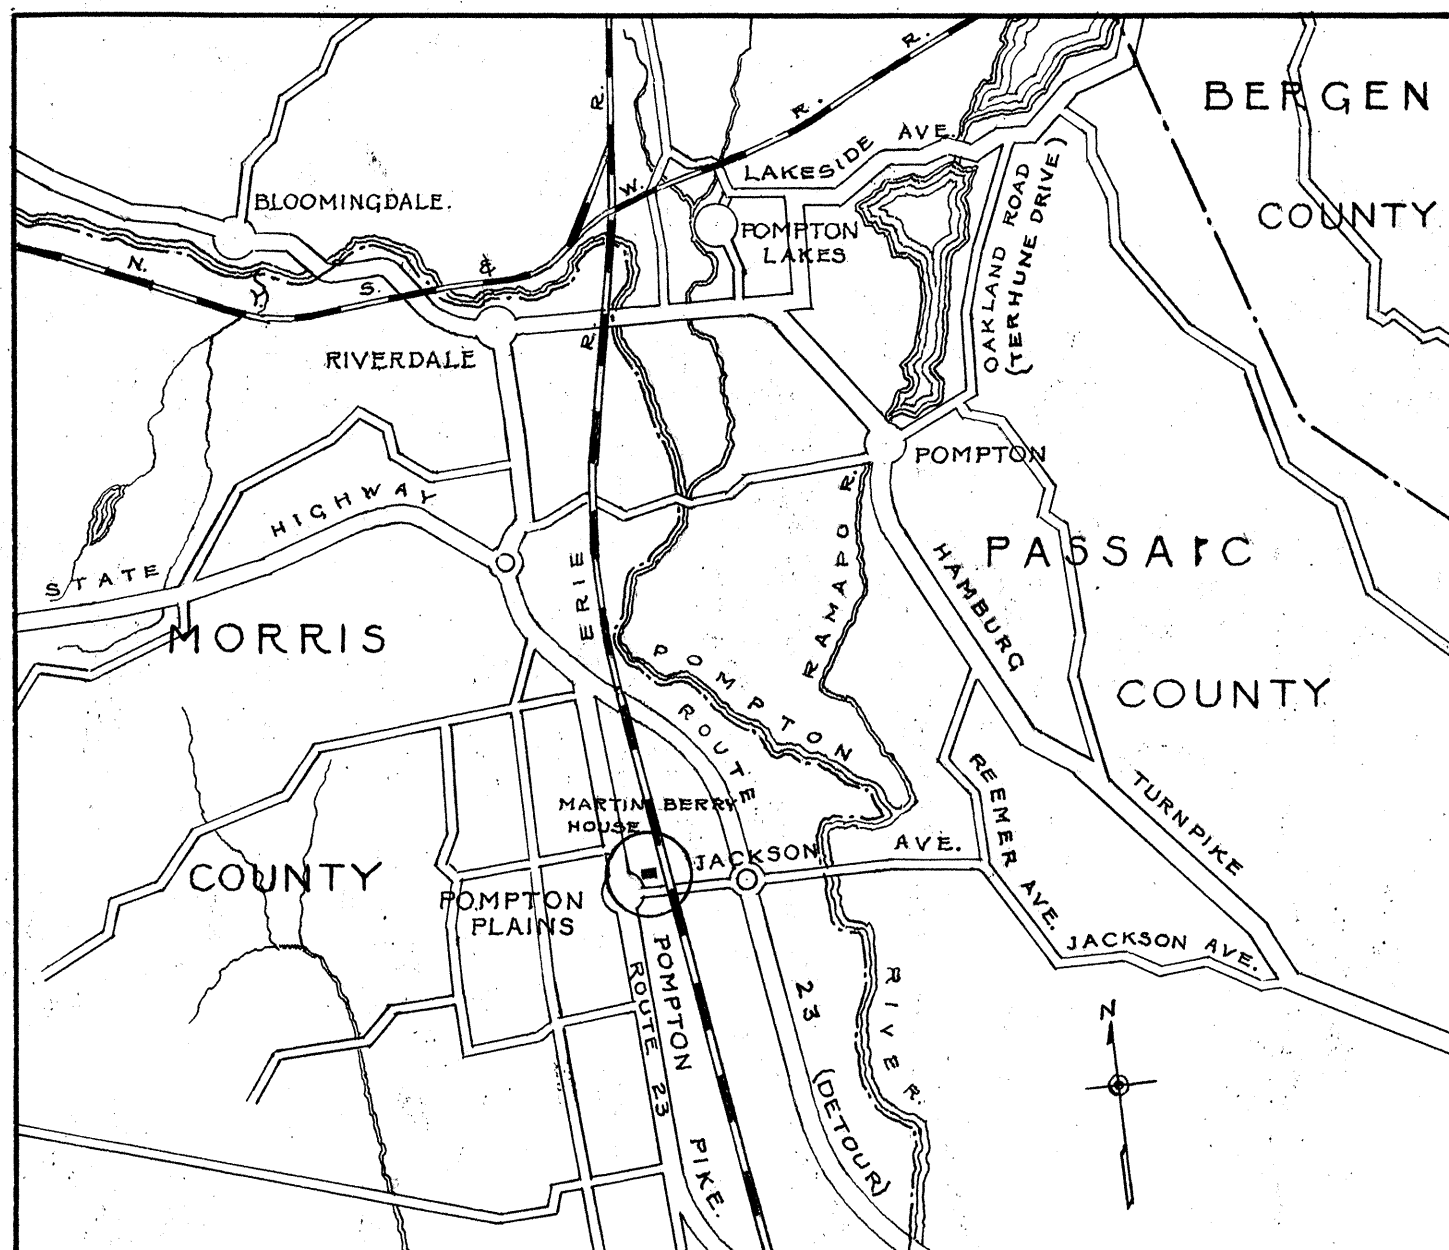 BERGEN
COUNTY
R. R.
LAKESIDE AVE.
BLOOMINGDALE.
POMPTON
LAKES
OAKLAND ROAD
(TERHUNE DRIVE)
N. Y. S. & W. R. R.
RIVERDALE
POMPTON
STATE HIGHWAY
ERIE R. R.
RAMAPO R.
PASSAIC
COUNTY
HAMBURG TURNPIKE
MORRIS
COUNTY
POMPTON RIVER.
ROUTE 23 (DETOUR)
MARTIN BERRY
HOUSE
JACKSON AVE.
REEMER AVE.
JACKSON AVE.
POMPTON
PLAINS
POMPTON PIKE.
ROUTE 23
N